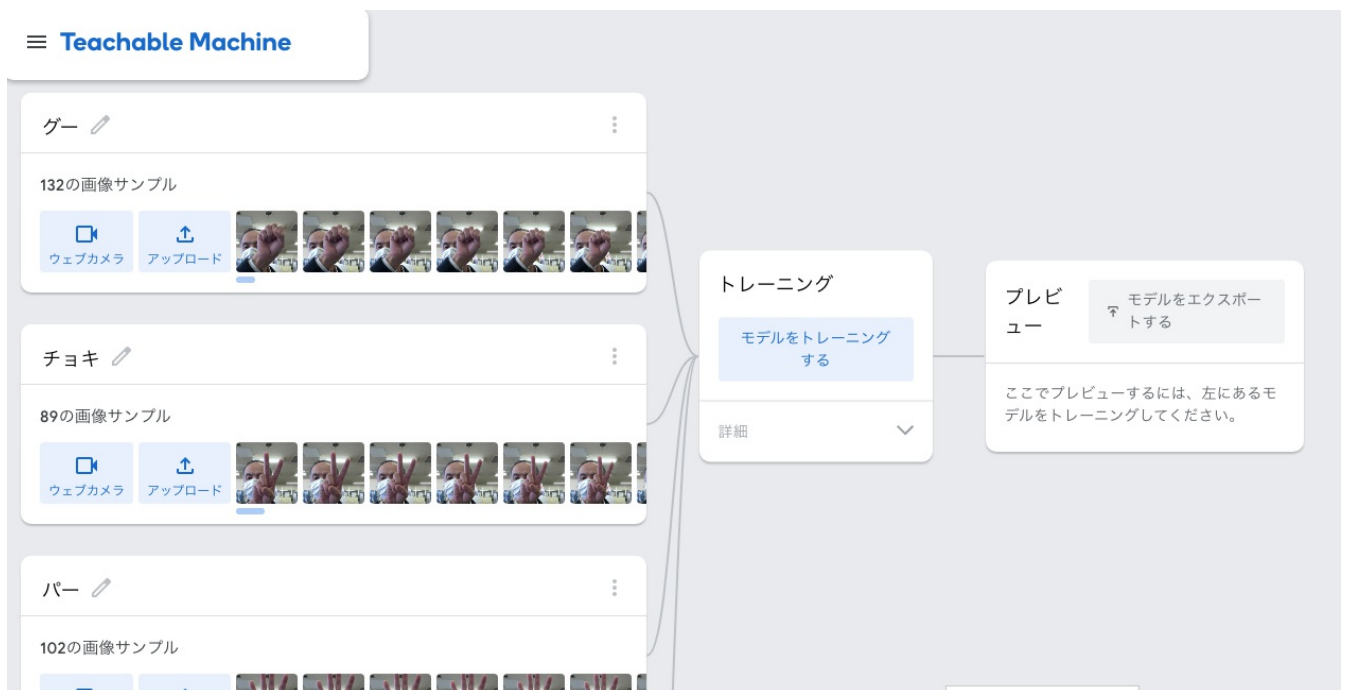 Teachable Machine
グー
132の画像サンプル
ウェブカメラ
アップロード
チョキ
89の画像サンプル
ウェブカメラ
アップロード
パー
102の画像サンプル
トレーニング
モデルをトレーニング
する
詳細
プレビ
ュー
モデルをエクスポー
トする
ここでプレビューするには、左にあるモ
デルをトレーニングしてください。